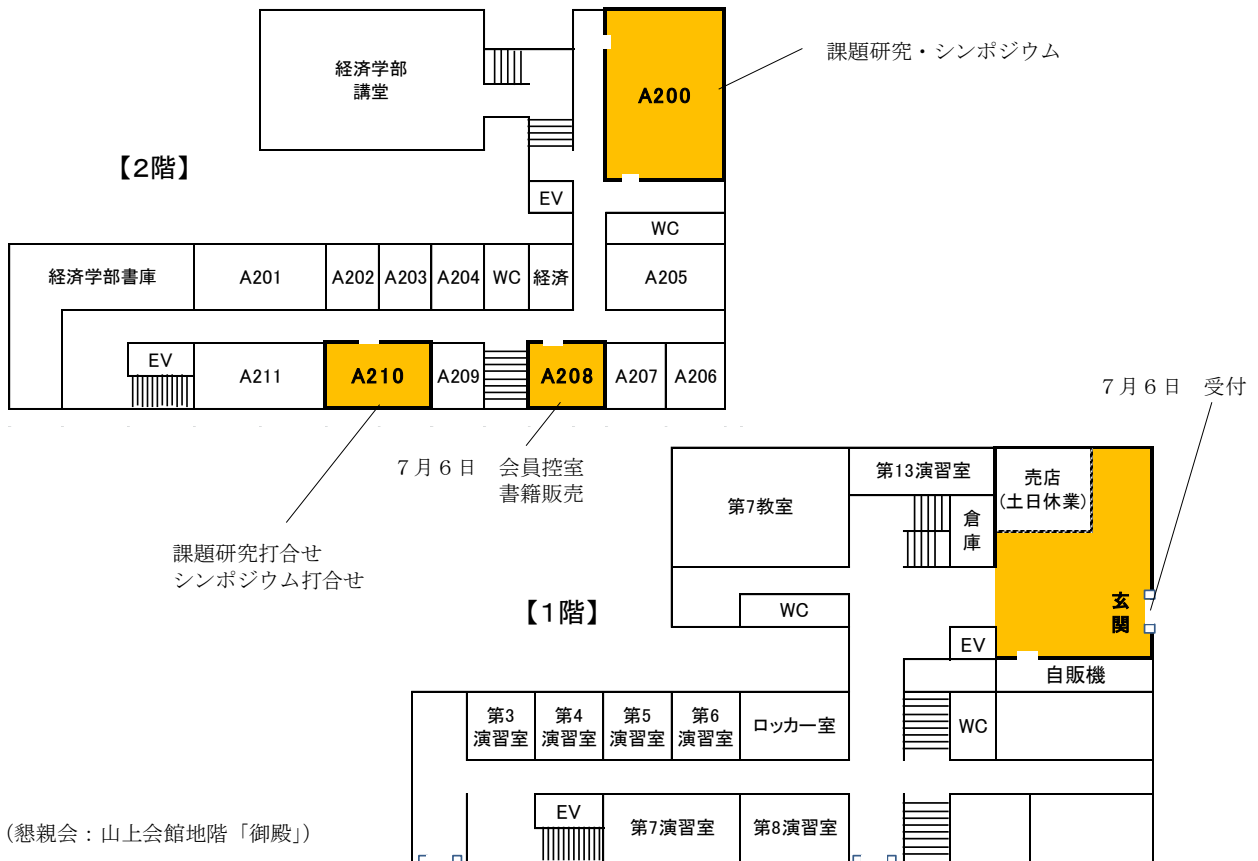 経済学部
講堂
A200
課題研究・シンポジウム
【2階】
EV
WC
経済学部書庫
A201
A202
A203
A204
WC
経済
A205
EV
A211
A210
A209
A208
A207
A206
7月6日 受付
7月6日 会員控室
書籍販売
課題研究打合せ
シンポジウム打合せ
第13演習室
売店
(土日休業)
第7教室
倉
庫
【1階】
WC
玄
関
EV
自販機
第3
演習室
第4
演習室
第5
演習室
第6
演習室
ロッカー室
WC
EV
第7演習室
第8演習室
(懇親会:山上会館地階「御殿」)